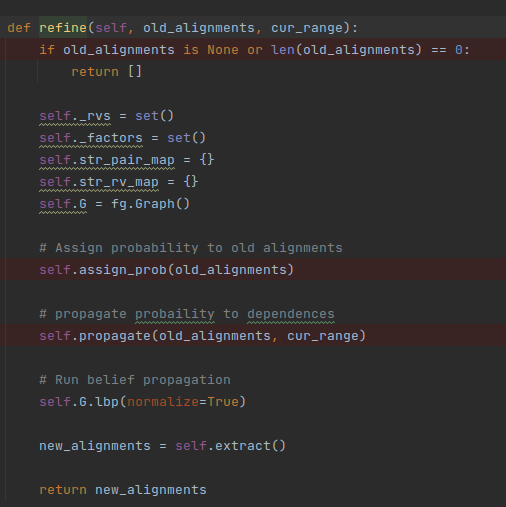 def refine(self, old_alignments, cur_range):
    if old_alignments is None or len(old_alignments) == 0:
        return []
    self._rvs = set()
    self._factors = set()
    self.str_pair_map = {}
    self.str_rv_map = {}
    self.G = fg.Graph()
    # Assign probability to old alignments
    self.assign_prob(old_alignments)
    # propagate probaility to dependences
    self.propagate(old_alignments, cur_range)
    # Run belief propagation
    self.G.lbp(normalize=True)
    new_alignments = self.extract()
    return new_alignments